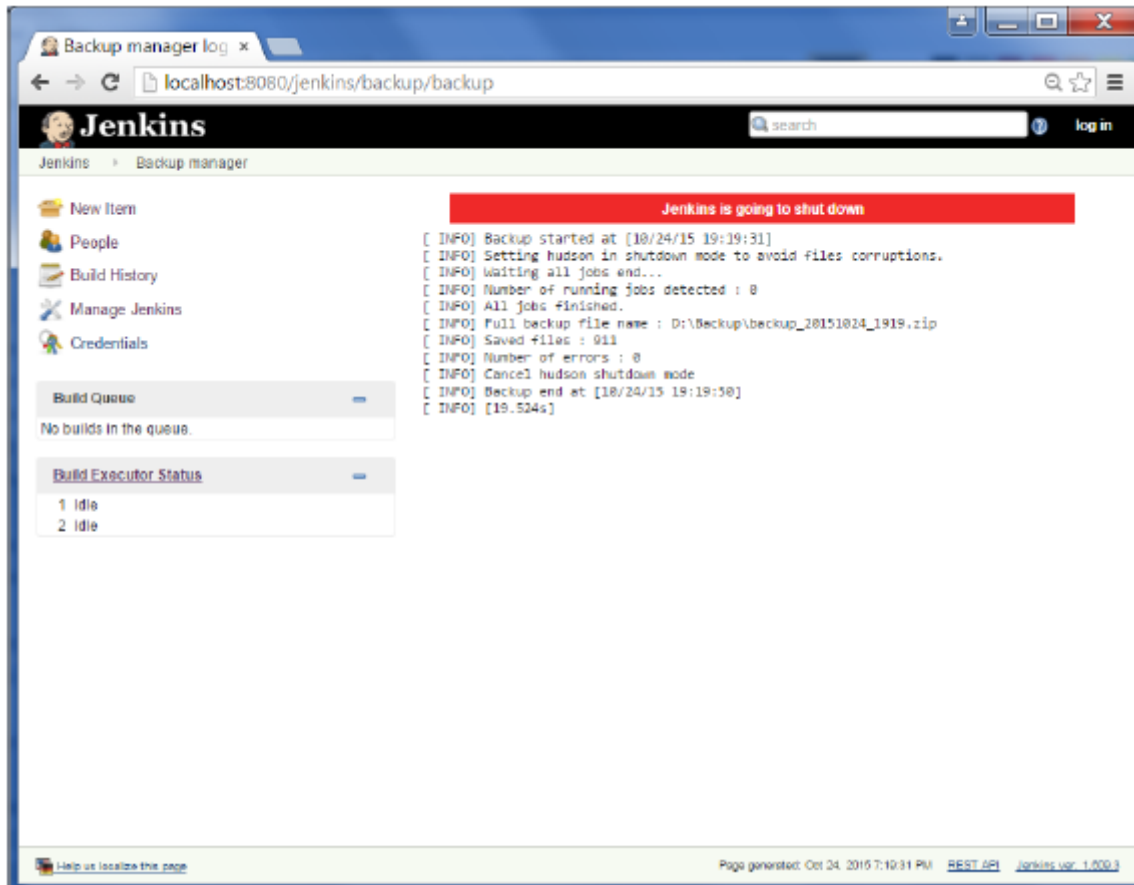 Backup manager log ×
localhost:8080/jenkins/backup/backup
Jenkins
search
log in
Jenkins
Backup manager
New Item
People
Build History
Manage Jenkins
Credentials
Build Queue
No builds in the queue.
Build Executor Status
1 Idle
2 Idle
Jenkins is going to shut down
[ INFO] Backup started at [10/24/15 19:19:31]
[ INFO] Setting hudson in shutdown mode to avoid files corruptions.
[ INFO] Waiting all jobs end...
[ INFO] Number of running jobs detected : 0
[ INFO] All jobs finished.
[ INFO] Full backup file name : D:\Backup\backup_20151024_1919.zip
[ INFO] Saved files : 911
[ INFO] Number of errors : 0
[ INFO] Cancel hudson shutdown mode
[ INFO] Backup end at [10/24/15 19:19:50]
[ INFO] [19.524s]
Help us localize this page
Page generated: Oct 24, 2015 7:19:31 PM
REST API
Jenkins ver. 1.609.3